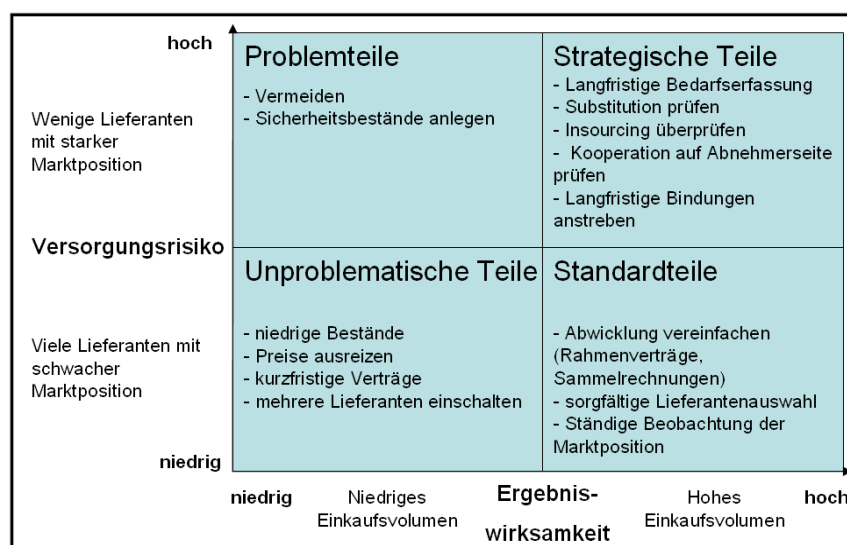 hoch
Problemteile
- Vermeiden
- Sicherheitsbestände anlegen
Strategische Teile
- Langfristige Bedarfserfassung
- Substitution prüfen
- Insourcing überprüfen
- Kooperation auf Abnehmerseite
prüfen
- Langfristige Bindungen
anstreben
Wenige Lieferanten
mit starker
Marktposition
Versorgungsrisiko
Unproblematische Teile
- niedrige Bestände
- Preise ausreizen
- kurzfristige Verträge
- mehrere Lieferanten einschalten
Standardteile
- Abwicklung vereinfachen
(Rahmenverträge,
Sammelrechnungen)
- sorgfältige Lieferantenauswahl
- Ständige Beobachtung der
Marktposition
Viele Lieferanten mit
schwacher
Marktposition
niedrig
niedrig
Niedriges
Einkaufsvolumen
Ergebnis-
wirksamkeit
Hohes
Einkaufsvolumen
hoch